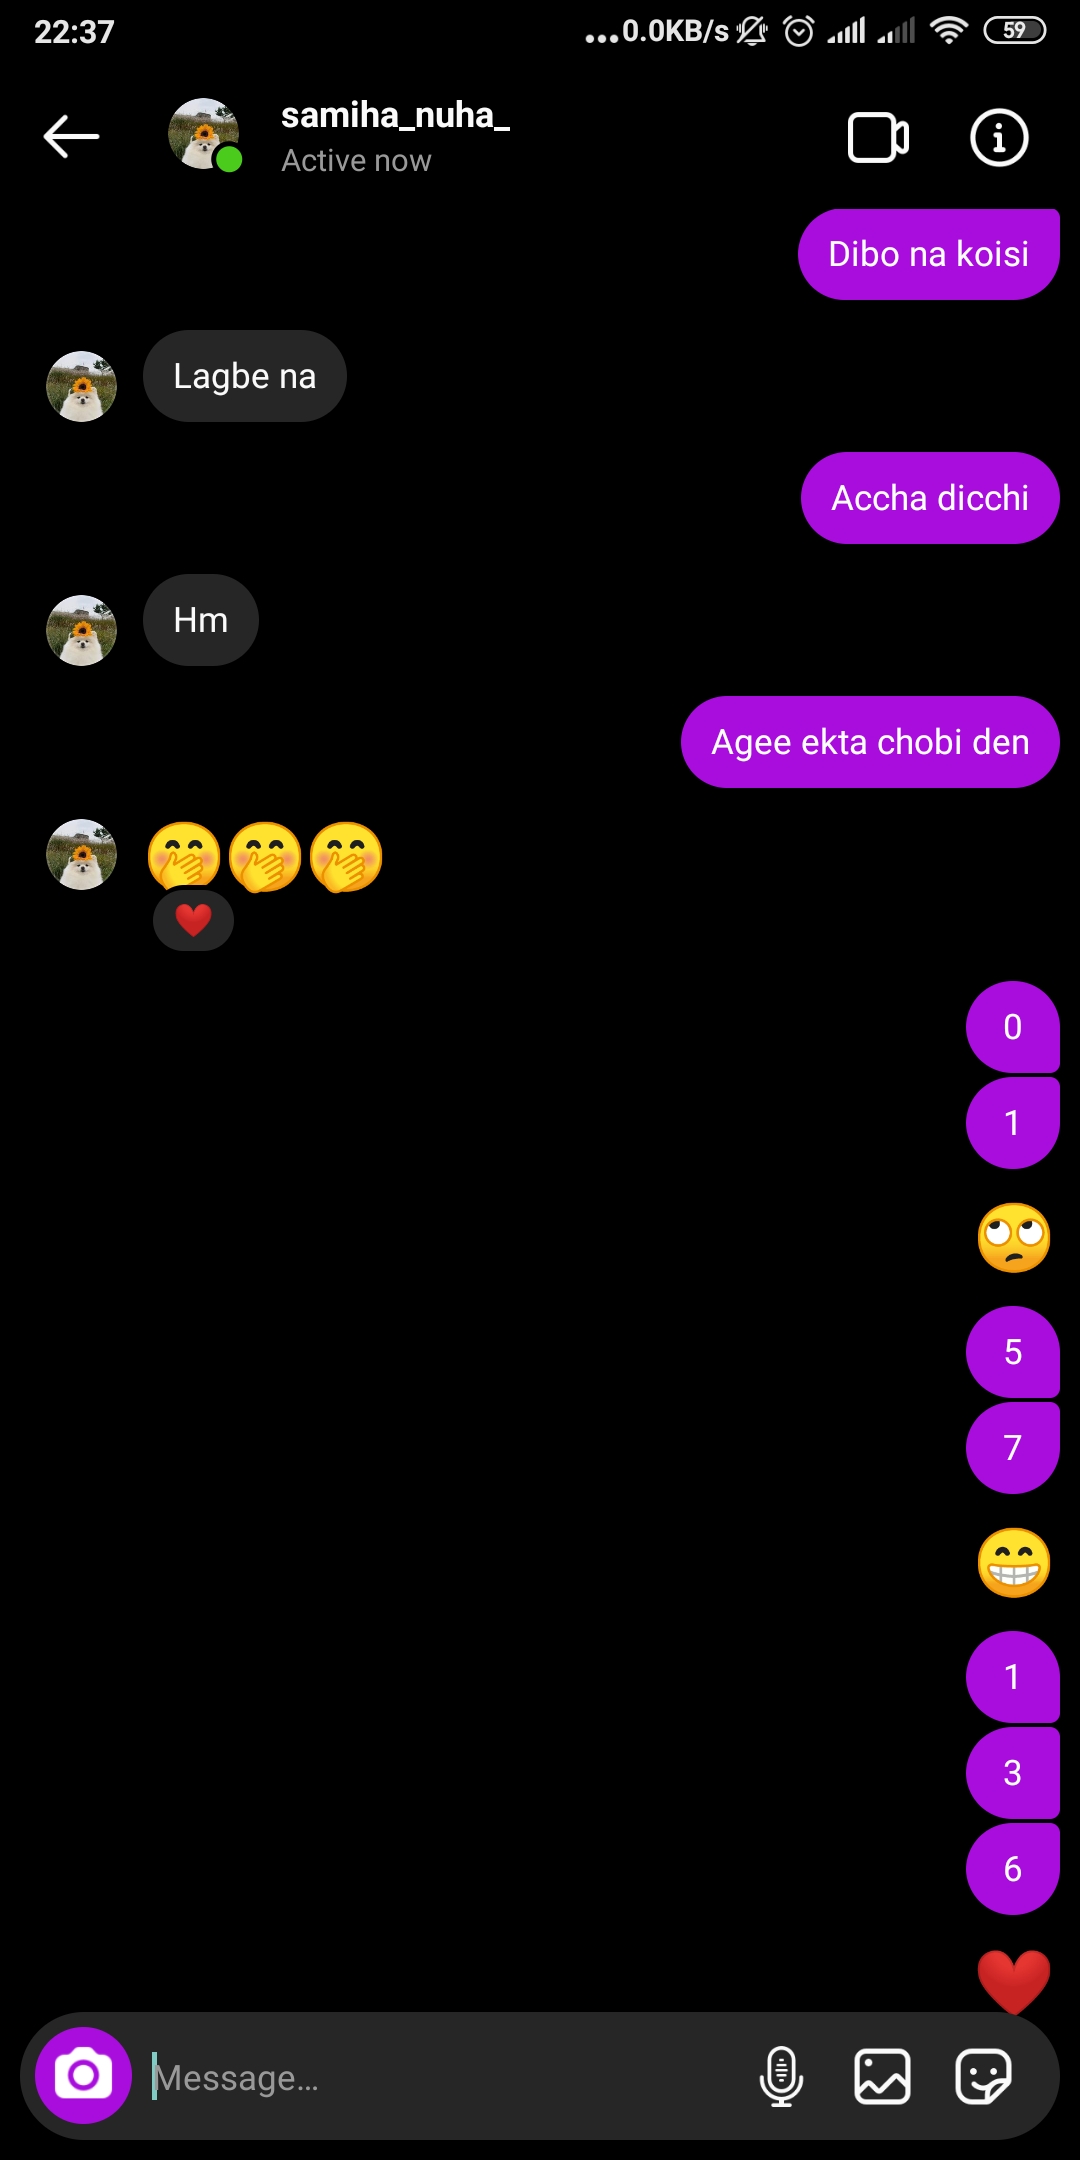 22:37
...0.0KB/s
59
samiha_nuha_
Active now
Dibo na koisi
Lagbe na
Accha dicchi
Hm
Agee ekta chobi den
🤭🤭🤭
❤️
0
1
🙄
5
7
😁
1
3
6
❤️
Message...